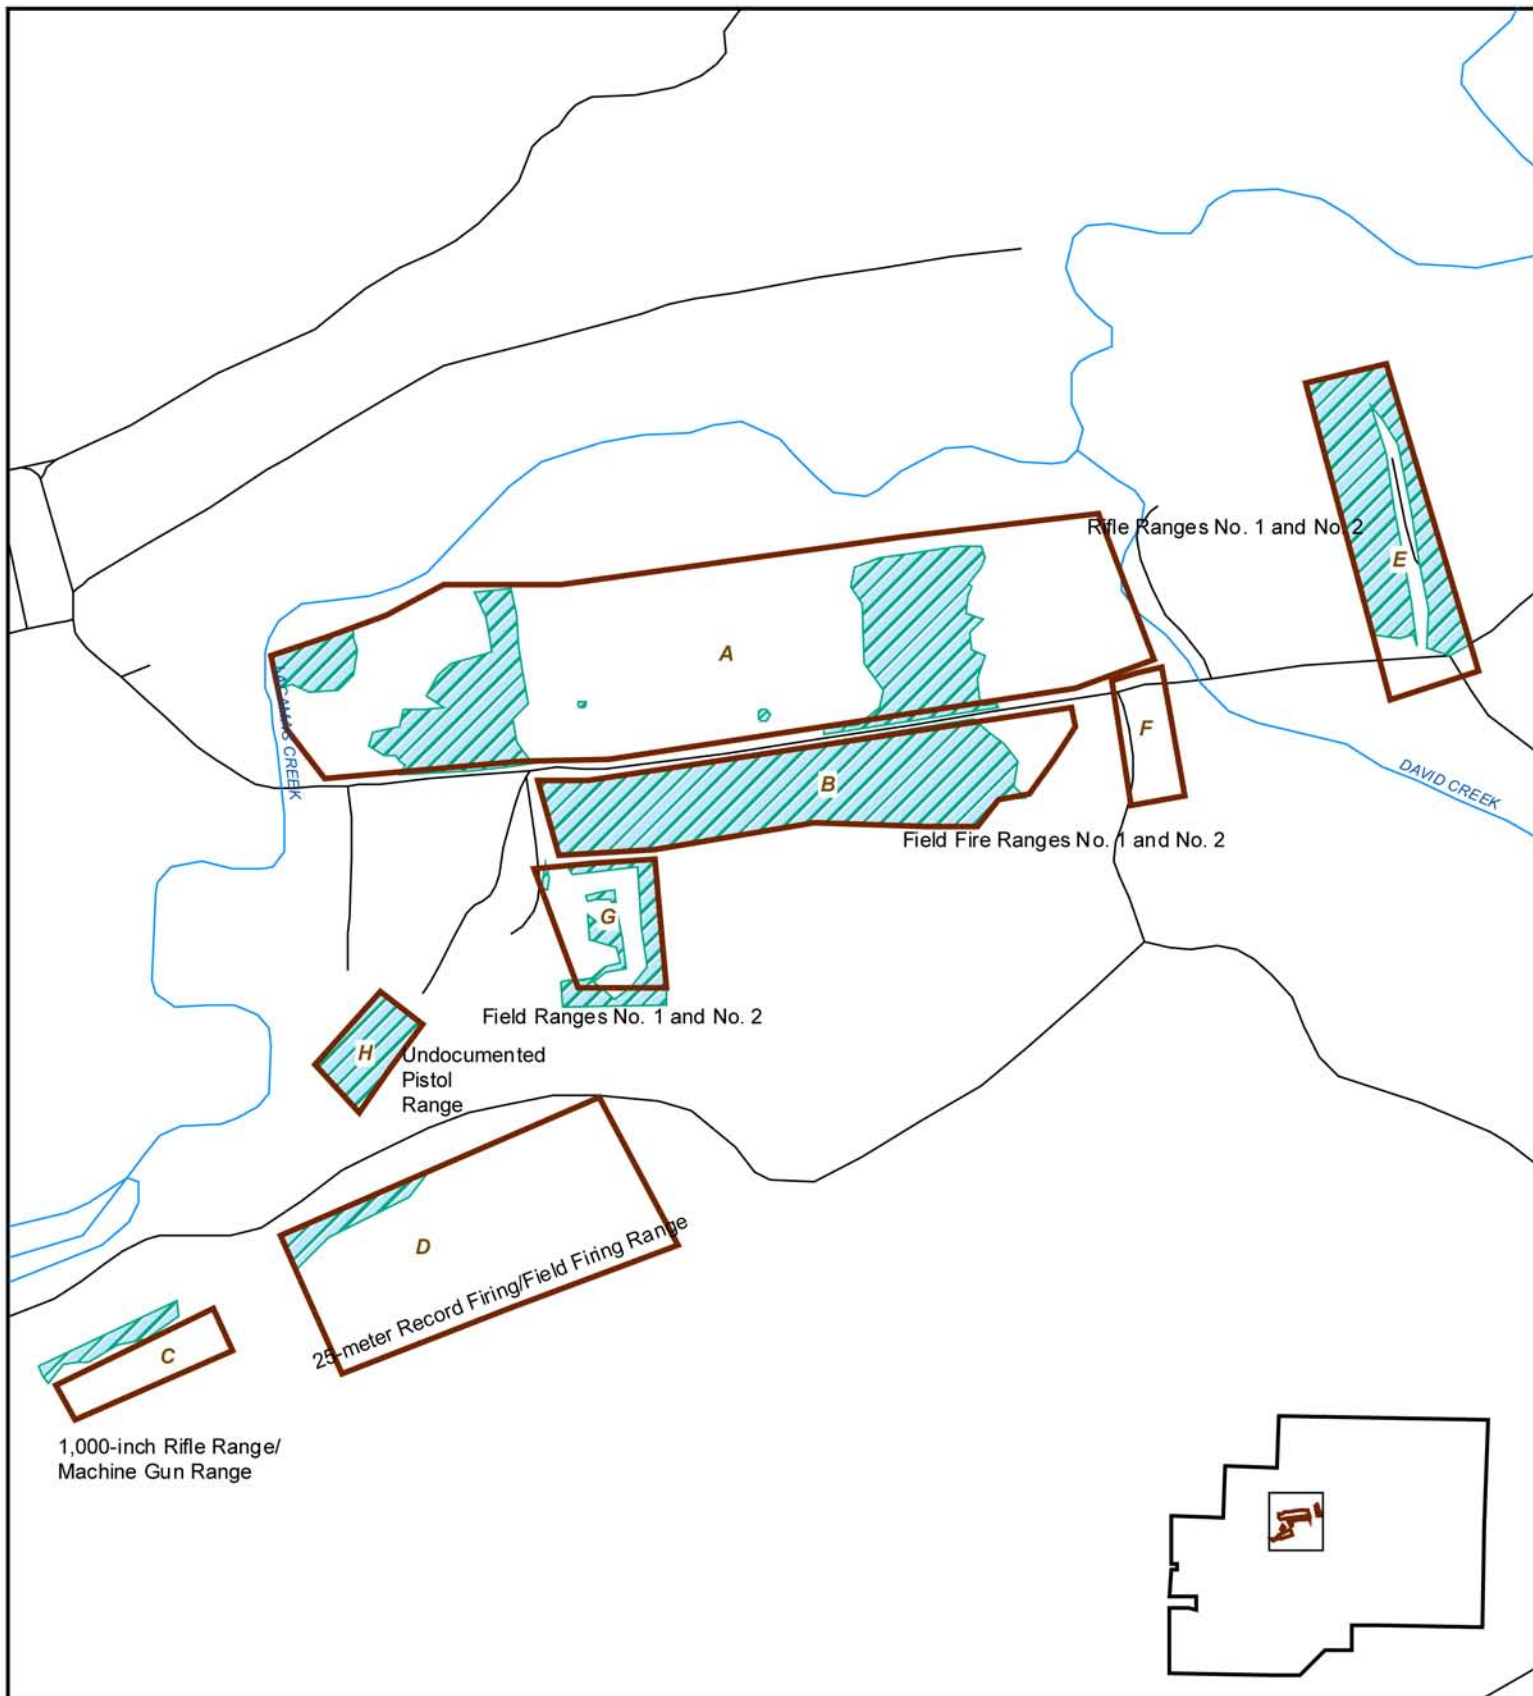 Rifle Ranges No. 1 and No. 2
E
A
LACAMAS CREEK
F
B
DAVID CREEK
Field Fire Ranges No. 1 and No. 2
G
Field Ranges No. 1 and No. 2
H
Undocumented
Pistol
Range
D
25-meter Record Firing/Field Firing Range
C
1,000-inch Rifle Range/
Machine Gun Range